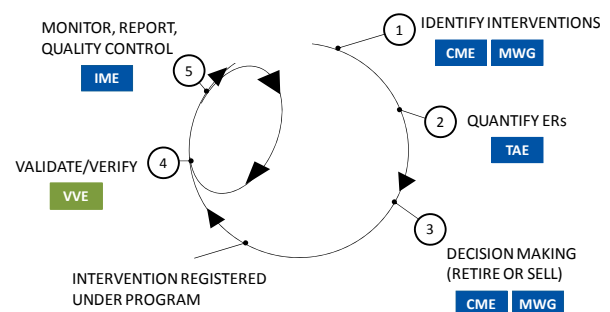 MONITOR, REPORT,
QUALITY CONTROL
IME
5
1
IDENTIFY INTERVENTIONS
CME MWG
2
QUANTIFY ERs
TAE
VALIDATE/VERIFY
4
VVE
3
DECISION MAKING
(RETIRE OR SELL)
CME MWG
INTERVENTION REGISTERED
UNDER PROGRAM